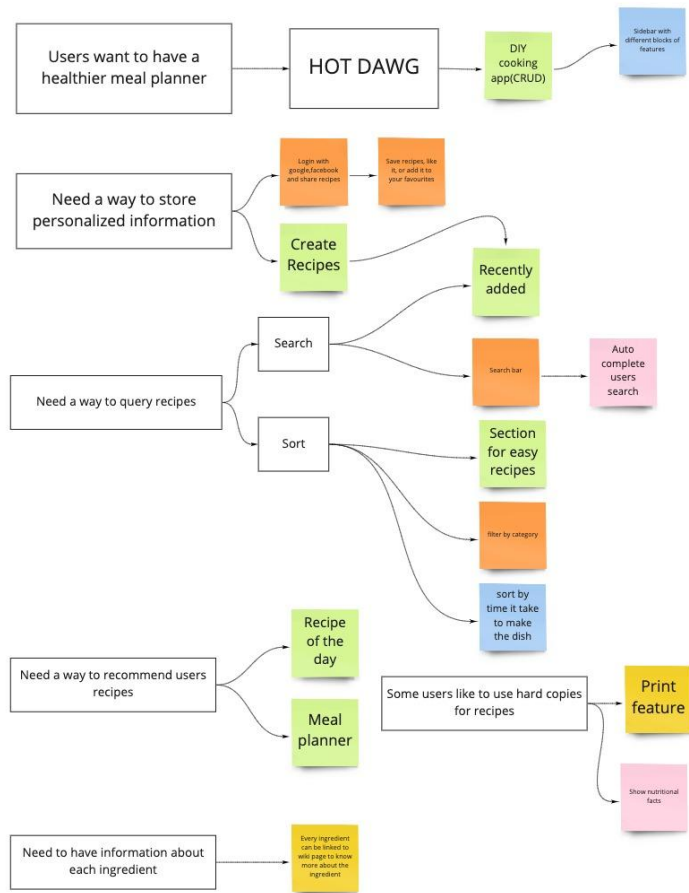 Users want to have a
healthier meal planner
HOT DAWG
DIY
cooking
app(CRUD)
Sidebar with
different blocks of
features
Need a way to store
personalized information
Login with
google,facebook
and share recipes
Save recipes, like
it, or add it to
your favourites
Create
Recipes
Recently
added
Search
Search bar
Auto
complete
users
search
Need a way to query recipes
Sort
Section
for easy
recipes
filter by category
sort by
time it take
to make
the dish
Need a way to recommend users
recipes
Recipe
of the
day
Meal
planner
Some users like to use hard copies
for recipes
Print
feature
Show nutritional
facts
Need to have information about
each ingredient
Every ingredient
can be linked to
wiki page to know
more about the
ingredient